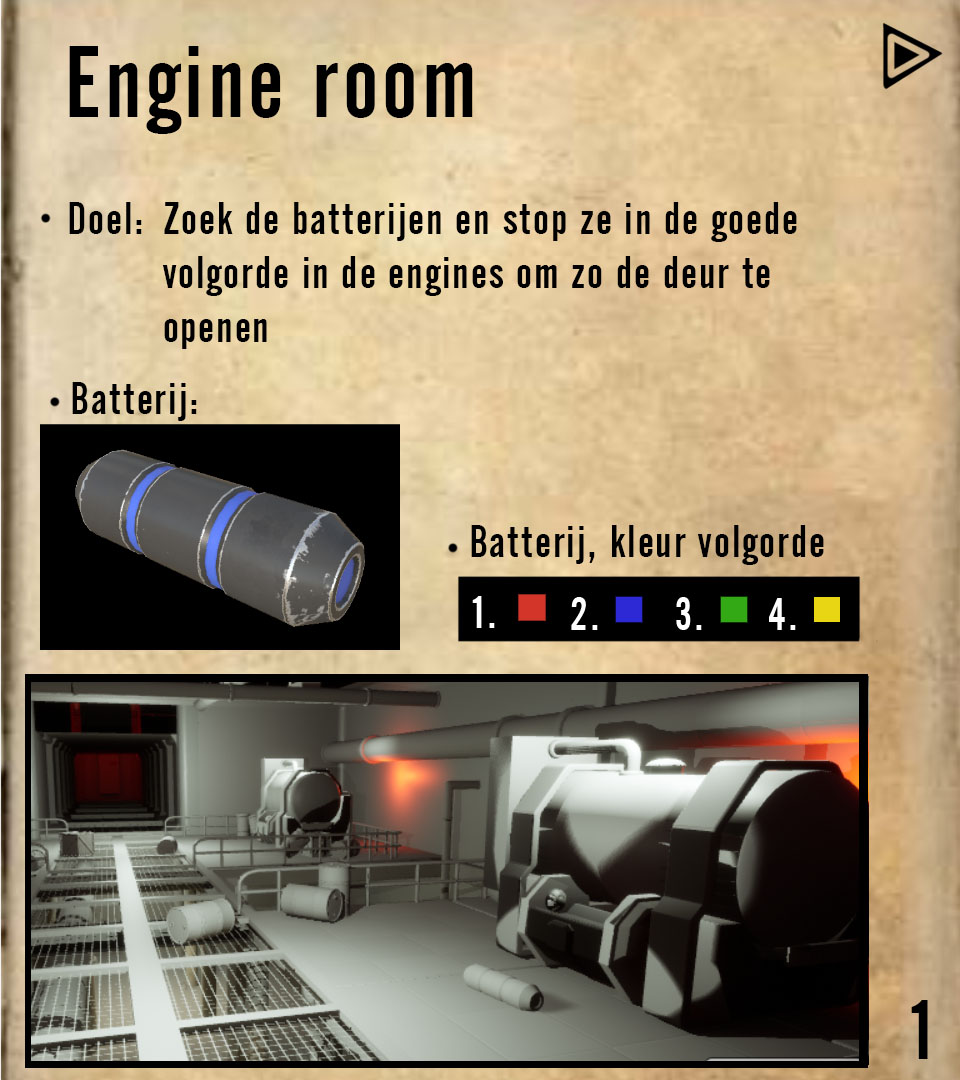 Engine room
• Doel: Zoek de batterijen en stop ze in de goede
volgorde in de engines om zo de deur te
openen
• Batterij:
• Batterij, kleur volgorde
1. 2. 3. 4.
1